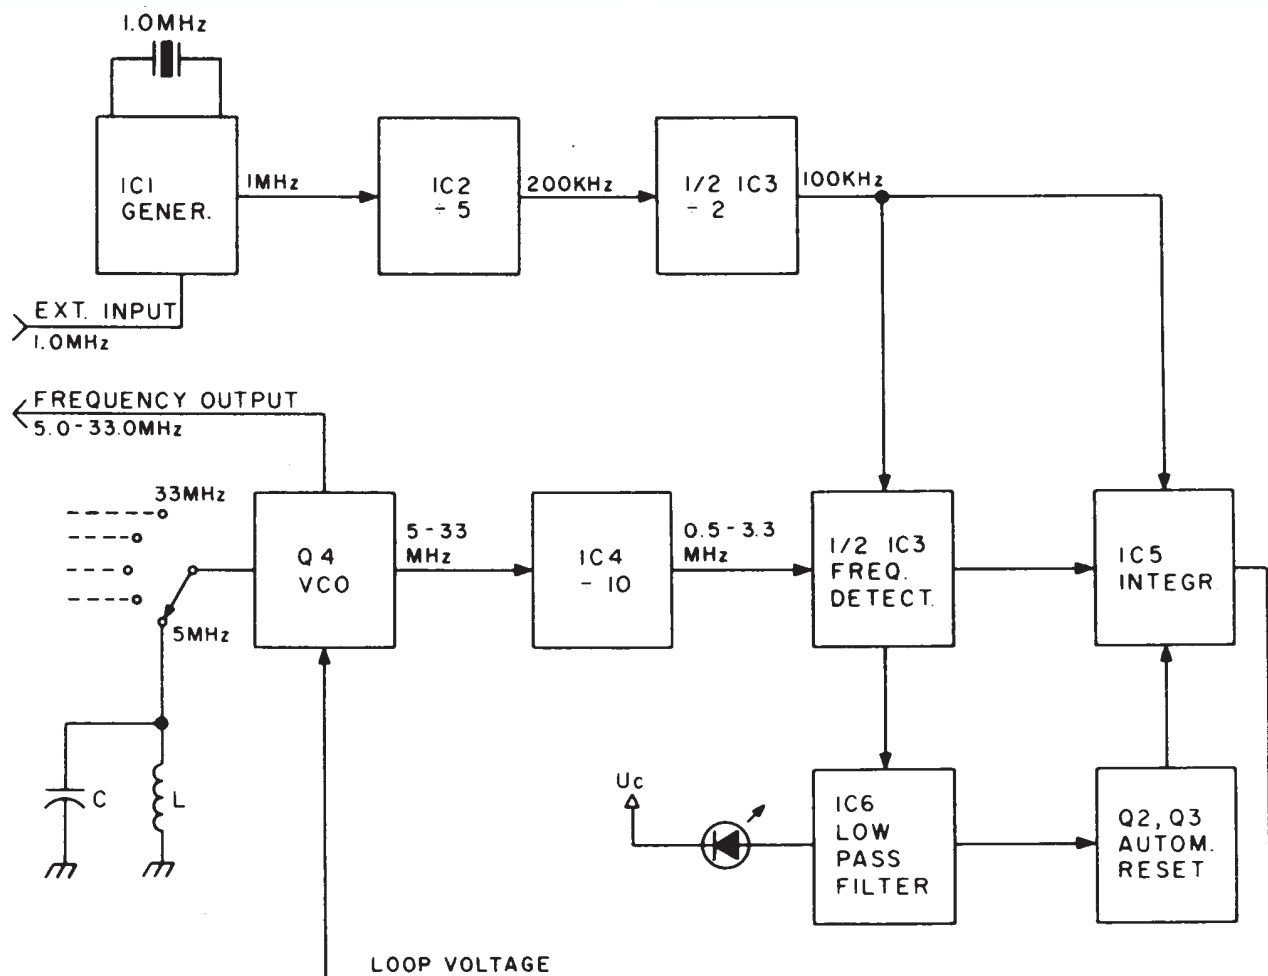 1.0MHz
IC1
GENER.
1MHz
IC2
÷ 5
200KHz
1/2 IC3
÷ 2
100KHz
EXT. INPUT
1.0MHz
FREQUENCY OUTPUT
5.0-33.0MHz
33MHz
5MHz
Q4
VCO
5-33
MHz
IC4
÷ 10
0.5-3.3
MHz
1/2 IC3
FREQ.
DETECT.
IC5
INTEGR.
C
L
Uc
IC6
LOW
PASS
FILTER
Q2, Q3
AUTOM.
RESET
LOOP VOLTAGE